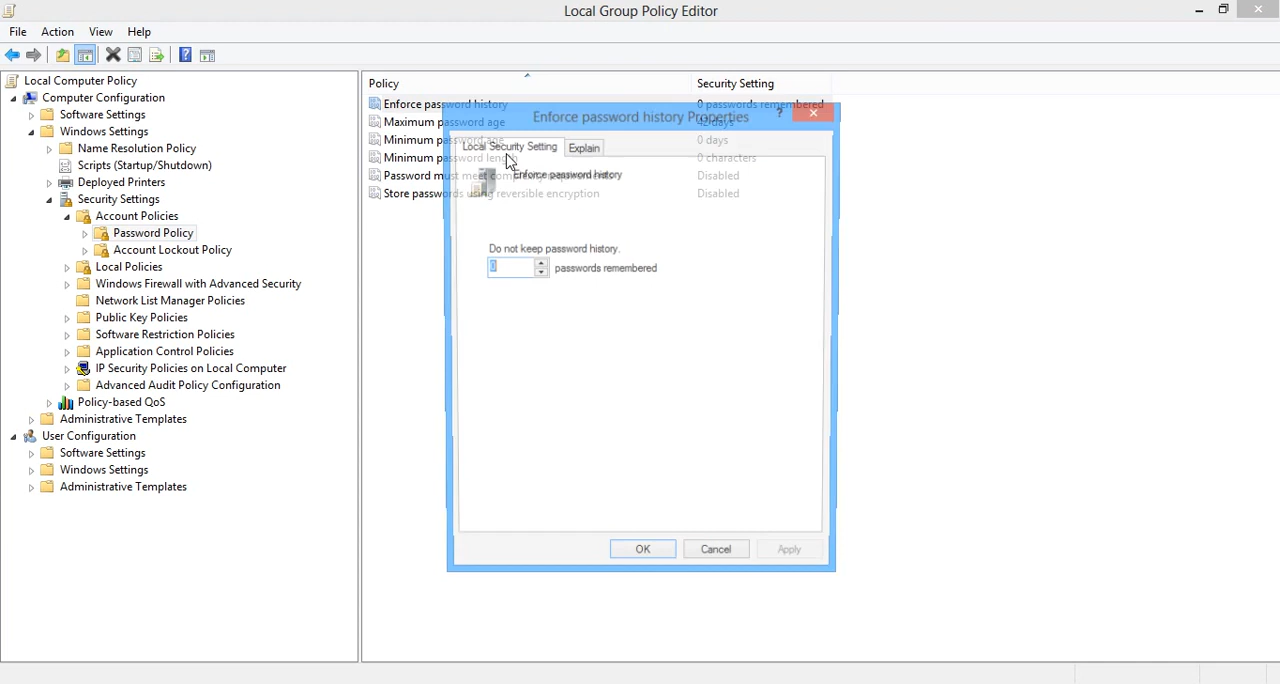 Local Group Policy Editor
File Action View Help
Local Computer Policy
Computer Configuration
Software Settings
Windows Settings
Name Resolution Policy
Scripts (Startup/Shutdown)
Deployed Printers
Security Settings
Account Policies
Password Policy
Account Lockout Policy
Local Policies
Windows Firewall with Advanced Security
Network List Manager Policies
Public Key Policies
Software Restriction Policies
Application Control Policies
IP Security Policies on Local Computer
Advanced Audit Policy Configuration
Policy-based QoS
Administrative Templates
User Configuration
Software Settings
Windows Settings
Administrative Templates
Policy Security Setting
Enforce password history 0 passwords remembered
Maximum password age 42 days
Minimum password age 0 days
Minimum password length 0 characters
Password must meet complexity requirements Disabled
Store passwords using reversible encryption Disabled
Enforce password history Properties
Local Security Setting Explain
Enforce password history
Do not keep password history.
0 passwords remembered
OK Cancel Apply